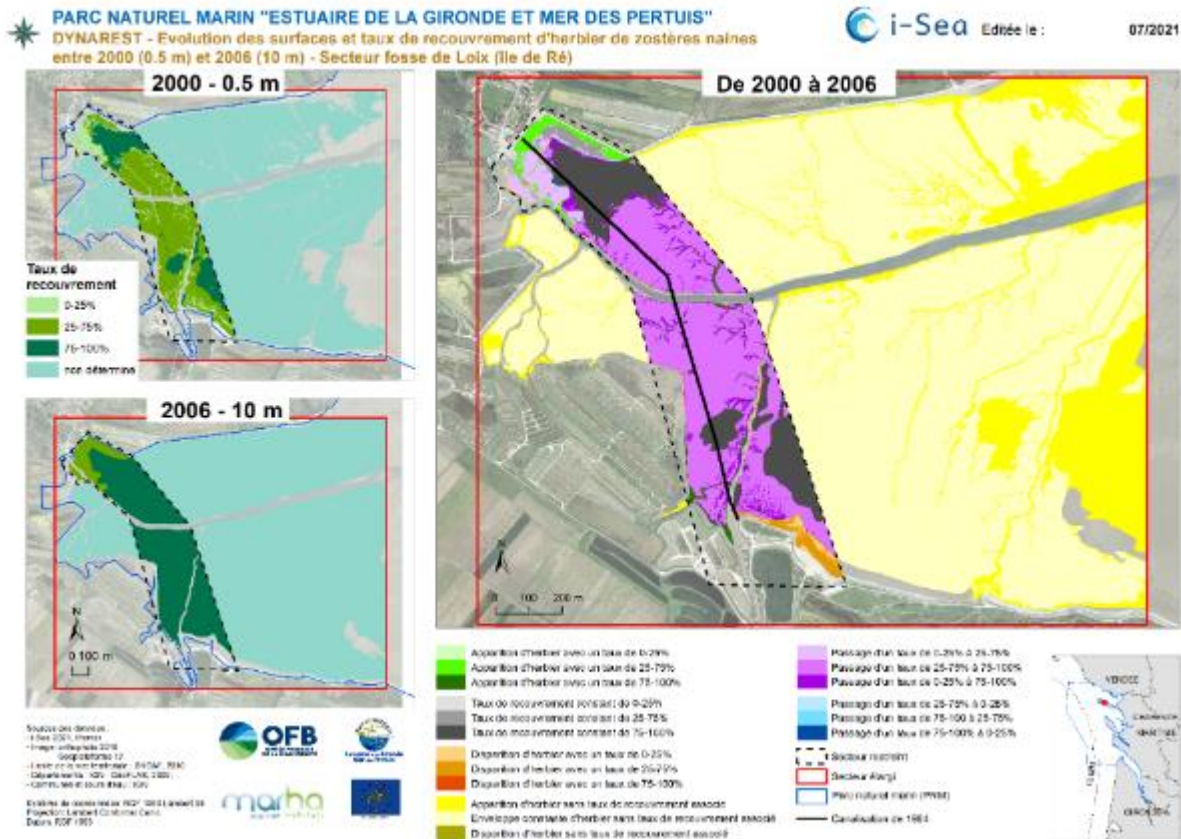 PARC NATUREL MARIN "ESTUAIRE DE LA GIRONDE ET MER DES PERTUIS"
DYNAREST - Evolution des surfaces et taux de recouvrement d'herbier de zostères naines
entre 2000 (0.5 m) et 2006 (10 m) - Secteur fosse de Loix (île de Ré)
i-Sea Editée le : 07/2021
2000 - 0.5 m
Taux de
recouvrement
0-25%
25-75%
75-100%
non déterminé
2006 - 10 m
N
0 100 m
De 2000 à 2006
N
0 100 200 m
Apparition d'herbier avec un taux de 0-25%
Apparition d'herbier avec un taux de 25-75%
Apparition d'herbier avec un taux de 75-100%
Taux de recouvrement constant de 0-25%
Taux de recouvrement constant de 25-75%
Taux de recouvrement constant de 75-100%
Disparition d'herbier avec un taux de 0-25%
Disparition d'herbier avec un taux de 25-75%
Disparition d'herbier avec un taux de 75-100%
Apparition d'herbier sans taux de recouvrement associé
Enveloppe constante d'herbier sans taux de recouvrement associé
Disparition d'herbier sans taux de recouvrement associé
Passage d'un taux de 0-25% à 25-75%
Passage d'un taux de 25-75% à 75-100%
Passage d'un taux de 0-25% à 75-100%
Passage d'un taux de 25-75% à 0-25%
Passage d'un taux de 75-100 à 25-75%
Passage d'un taux de 75-100% à 0-25%
Secteur restreint
Secteur élargi
Parc naturel marin (PNM)
Canalisation de 1984
VENDEE
Sources des données :
OFB
marha